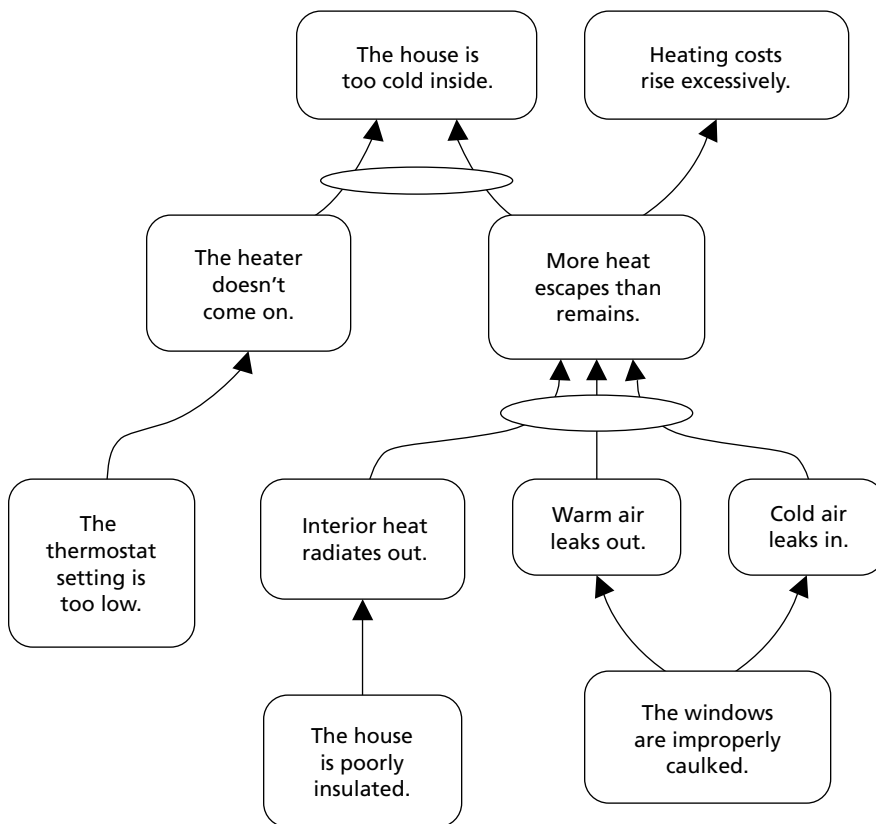 The house is
too cold inside.
Heating costs
rise excessively.
The heater
doesn't
come on.
More heat
escapes than
remains.
The
thermostat
setting is
too low.
Interior heat
radiates out.
Warm air
leaks out.
Cold air
leaks in.
The house
is poorly
insulated.
The windows
are improperly
caulked.